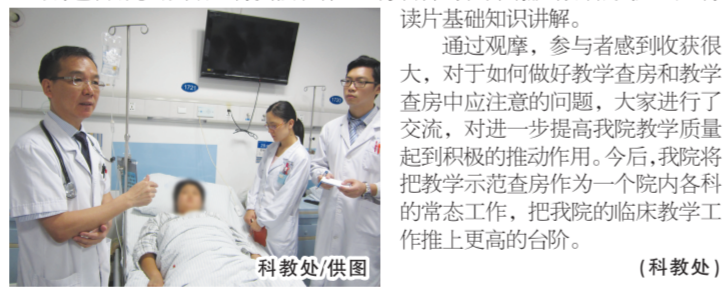 读片基础知识讲解。
通过观摩，参与者感到收获很
大，对于如何做好教学查房和教学
查房中应注意的问题，大家进行了
交流，对进一步提高我院教学质量
起到积极的推动作用。今后，我院将
把教学示范查房作为一个院内各科
的常态工作，把我院的临床教学工
作推上更高的台阶。
(科教处)
1721
科教处/供图